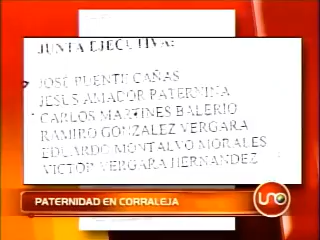 JUNTA EJECUTIVA:
JOSE PUENTE CAÑAS
JESUS AMADOR PATERNINA
CARLOS MARTINES BALERIO
RAMIRO GONZALEZ VERGARA
EDUARDO MONTALVO MORALES
VICTOR VERGARA HERNANDEZ
PATERNIDAD EN CORRALEJA
UNO